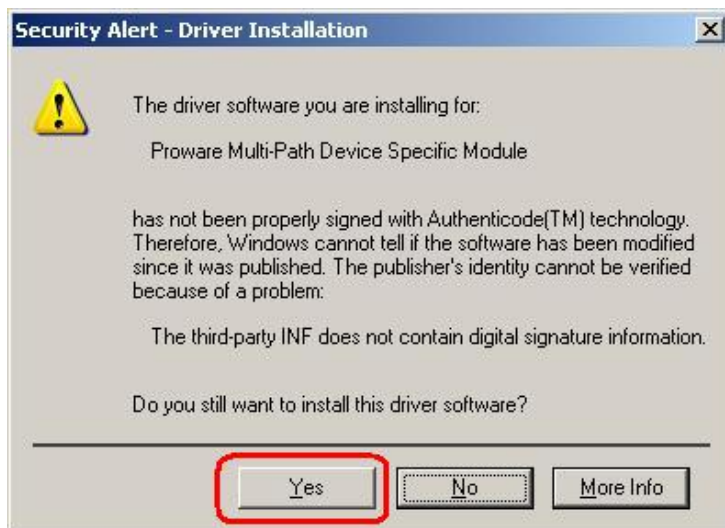 Security Alert - Driver Installation
The driver software you are installing for:
Proware Multi-Path Device Specific Module
has not been properly signed with Authenticode(TM) technology.
Therefore, Windows cannot tell if the software has been modified
since it was published. The publisher's identity cannot be verified
because of a problem:
The third-party INF does not contain digital signature information.
Do you still want to install this driver software?
Yes No More Info